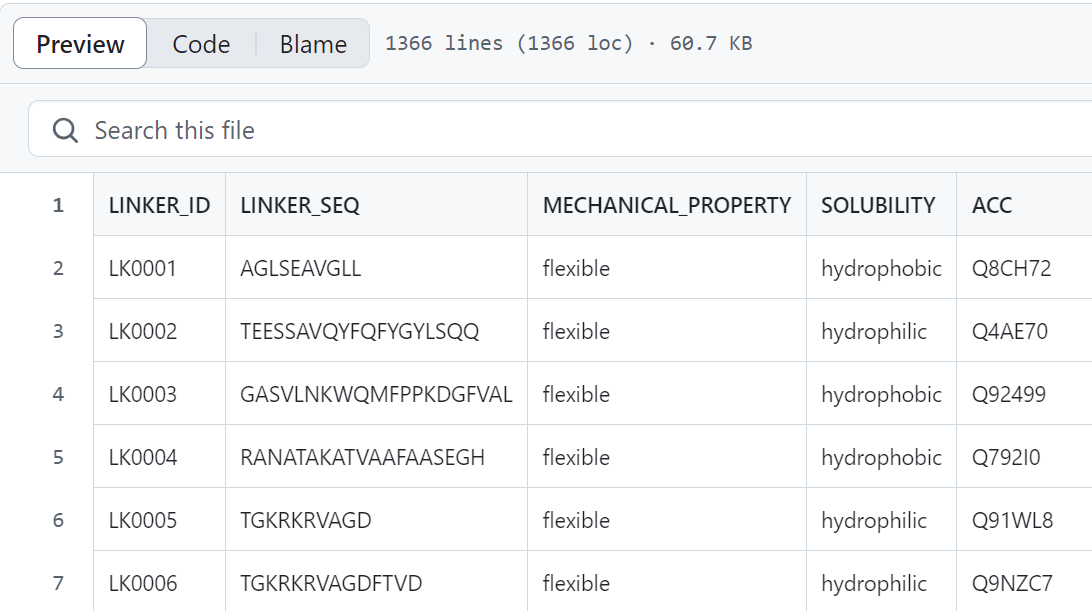 Preview Code Blame 1366 lines (1366 loc) · 60.7 KB
Search this file
1 LINKER_ID LINKER_SEQ MECHANICAL_PROPERTY SOLUBILITY ACC
2 LK0001 AGLSEAVGLL flexible hydrophobic Q8CH72
3 LK0002 TEESSAVQYFQFYGYLSQQ flexible hydrophilic Q4AE70
4 LK0003 GASVLNKWQMFPPKDGFVAL flexible hydrophobic Q92499
5 LK0004 RANATAKATVAAFAASEGH flexible hydrophobic Q792I0
6 LK0005 TGKRKRVAGD flexible hydrophilic Q91WL8
7 LK0006 TGKRKRVAGDFTVD flexible hydrophilic Q9NZC7